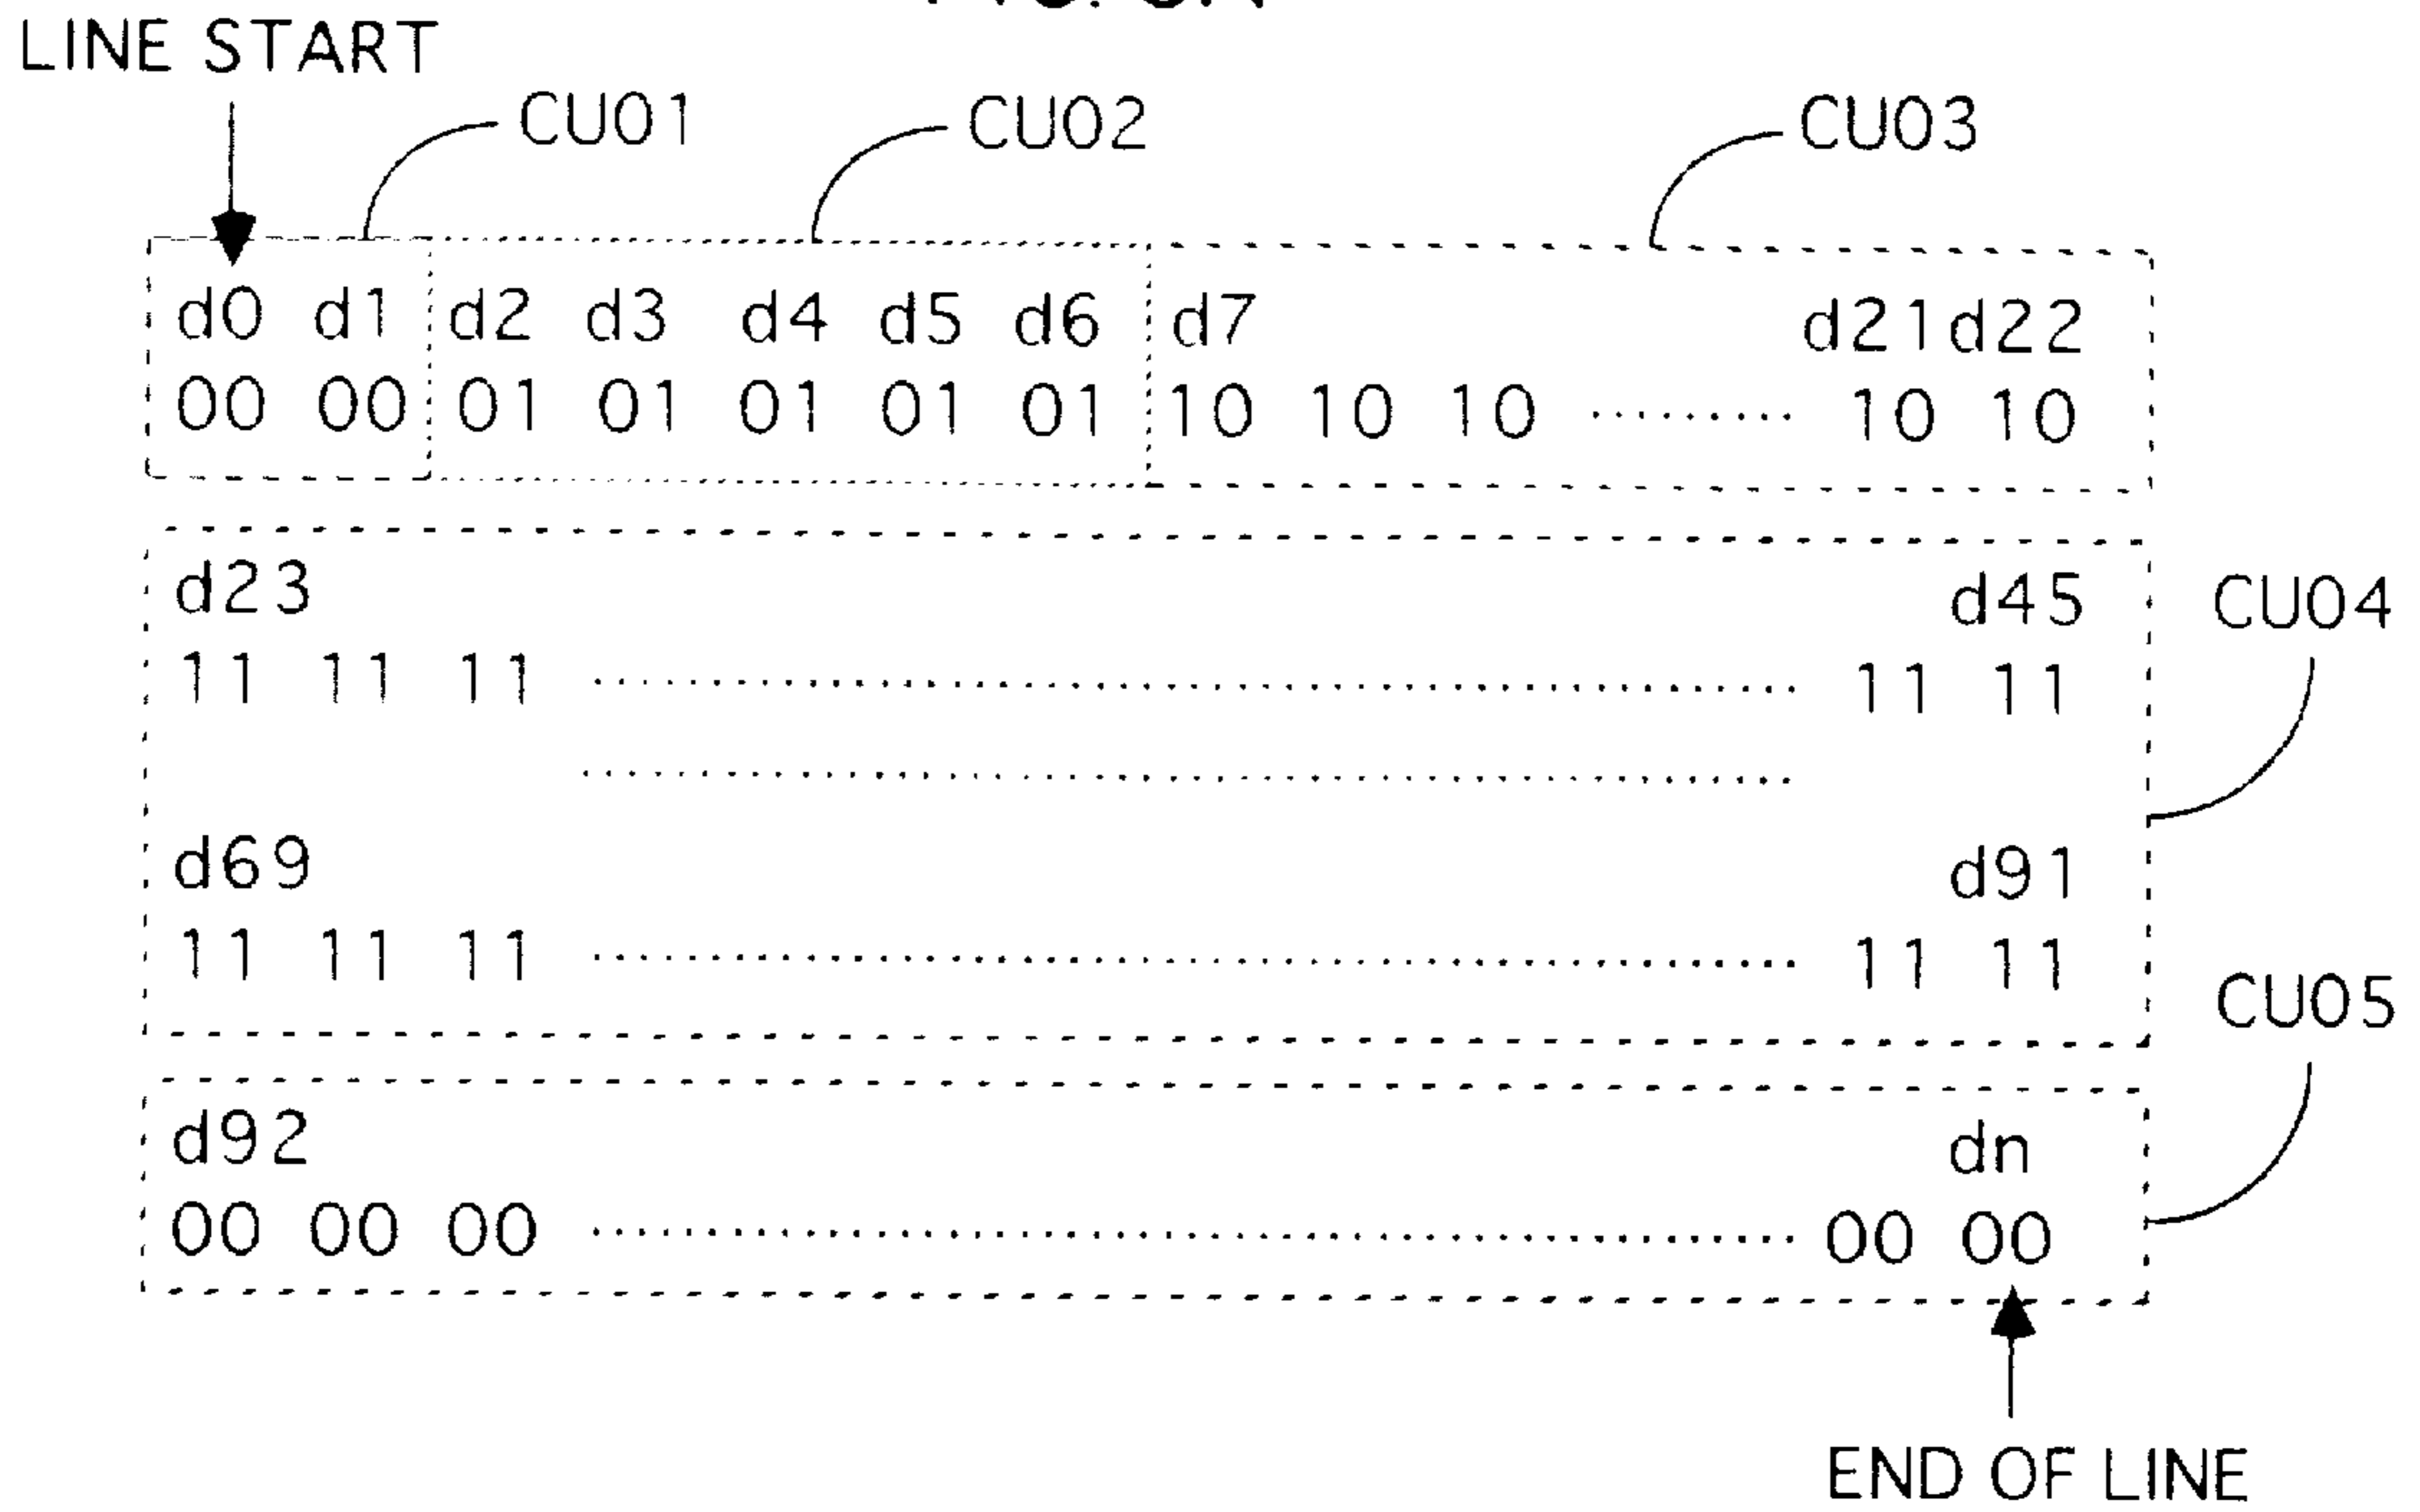 LINE START
CU01 CU02 CU03
d0 d1 d2 d3 d4 d5 d6 d7 d21 d22
00 00 01 01 01 01 01 10 10 10 ········ 10 10
d23 d45 CU04
11 11 11 ········ 11 11
········
d69 d91
11 11 11 ········ 11 11
CU05
d92 dn
00 00 00 ········ 00 00
END OF LINE